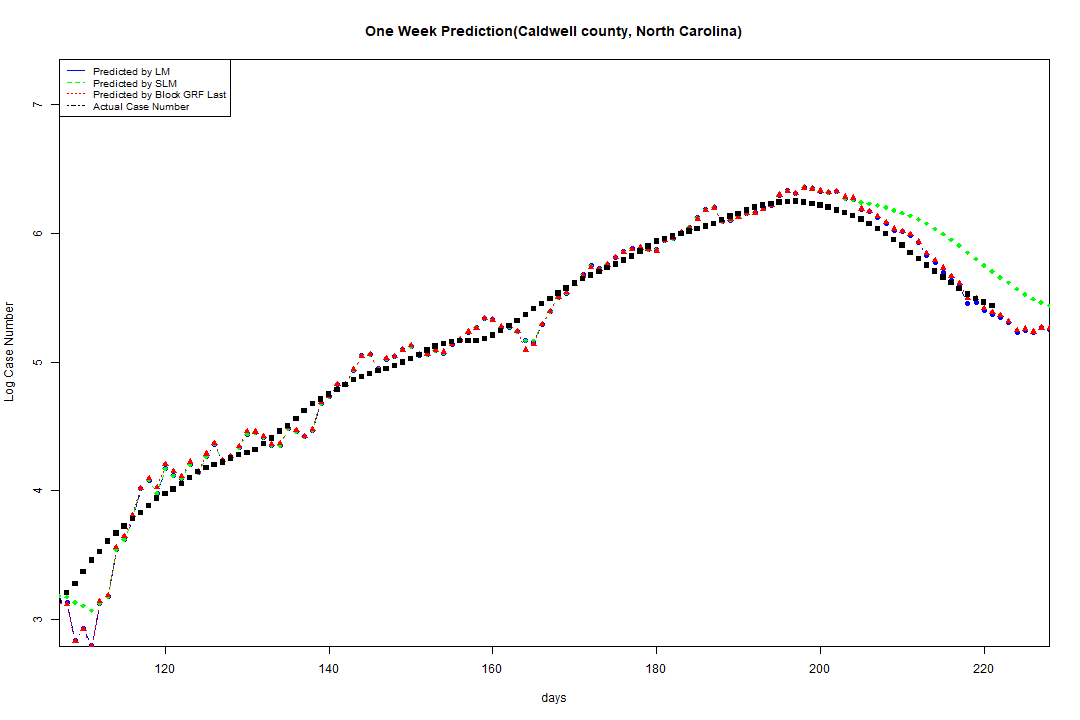 One Week Prediction(Caldwell county, North Carolina)
Predicted by LM
Predicted by SLM
Predicted by Block GRF Last
Actual Case Number
Log Case Number
7
6
5
4
3
120 140 160 180 200 220
days